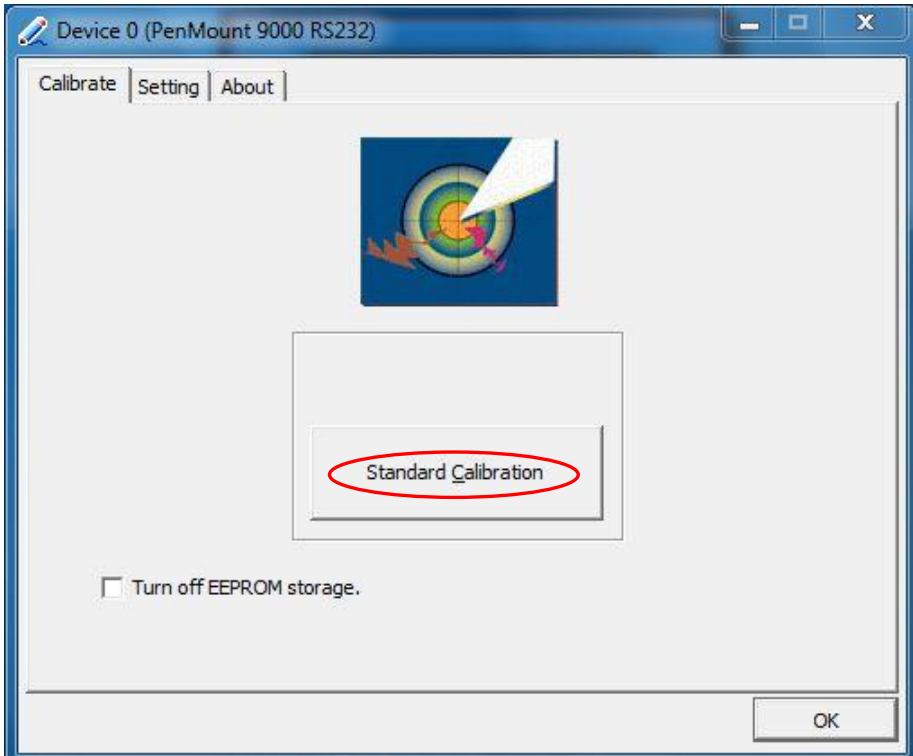 Device 0 (PenMount 9000 RS232)
Calibrate Setting About
Standard Calibration
Turn off EEPROM storage.
OK